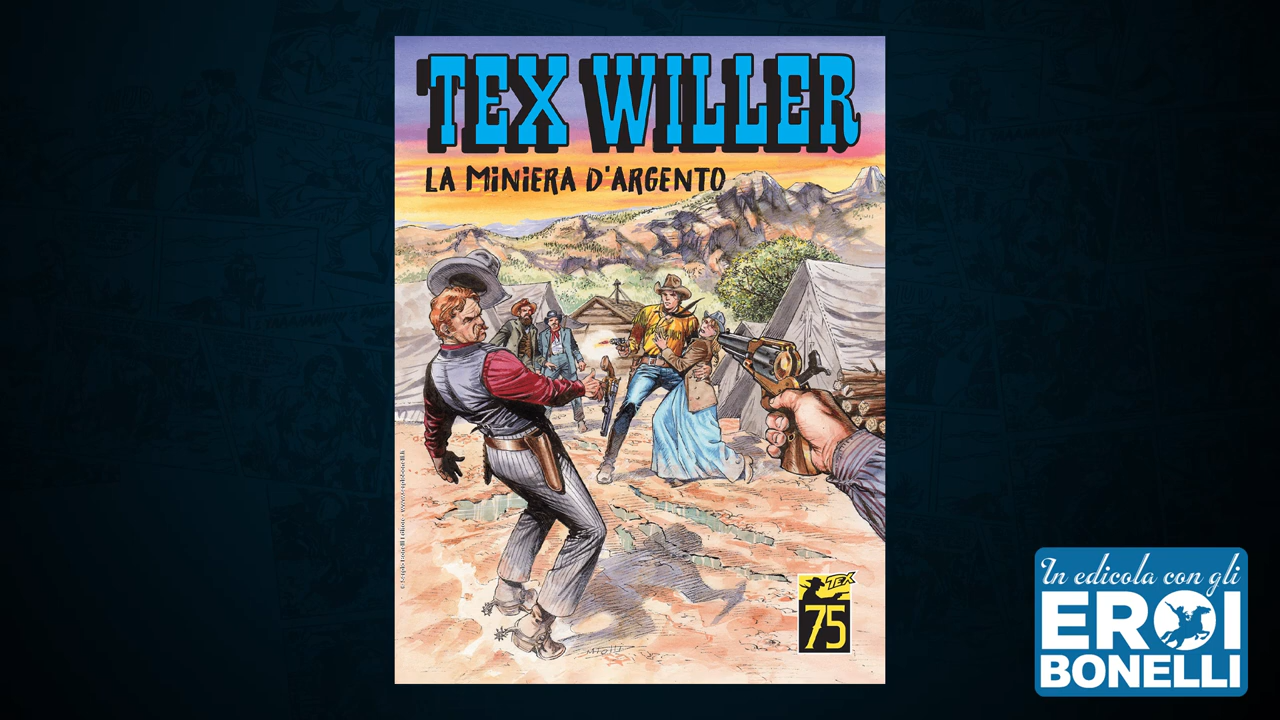 TEX WILLER
LA MINIERA D'ARGENTO
TEX
75
In edicola con gli
EROI
BONELLI